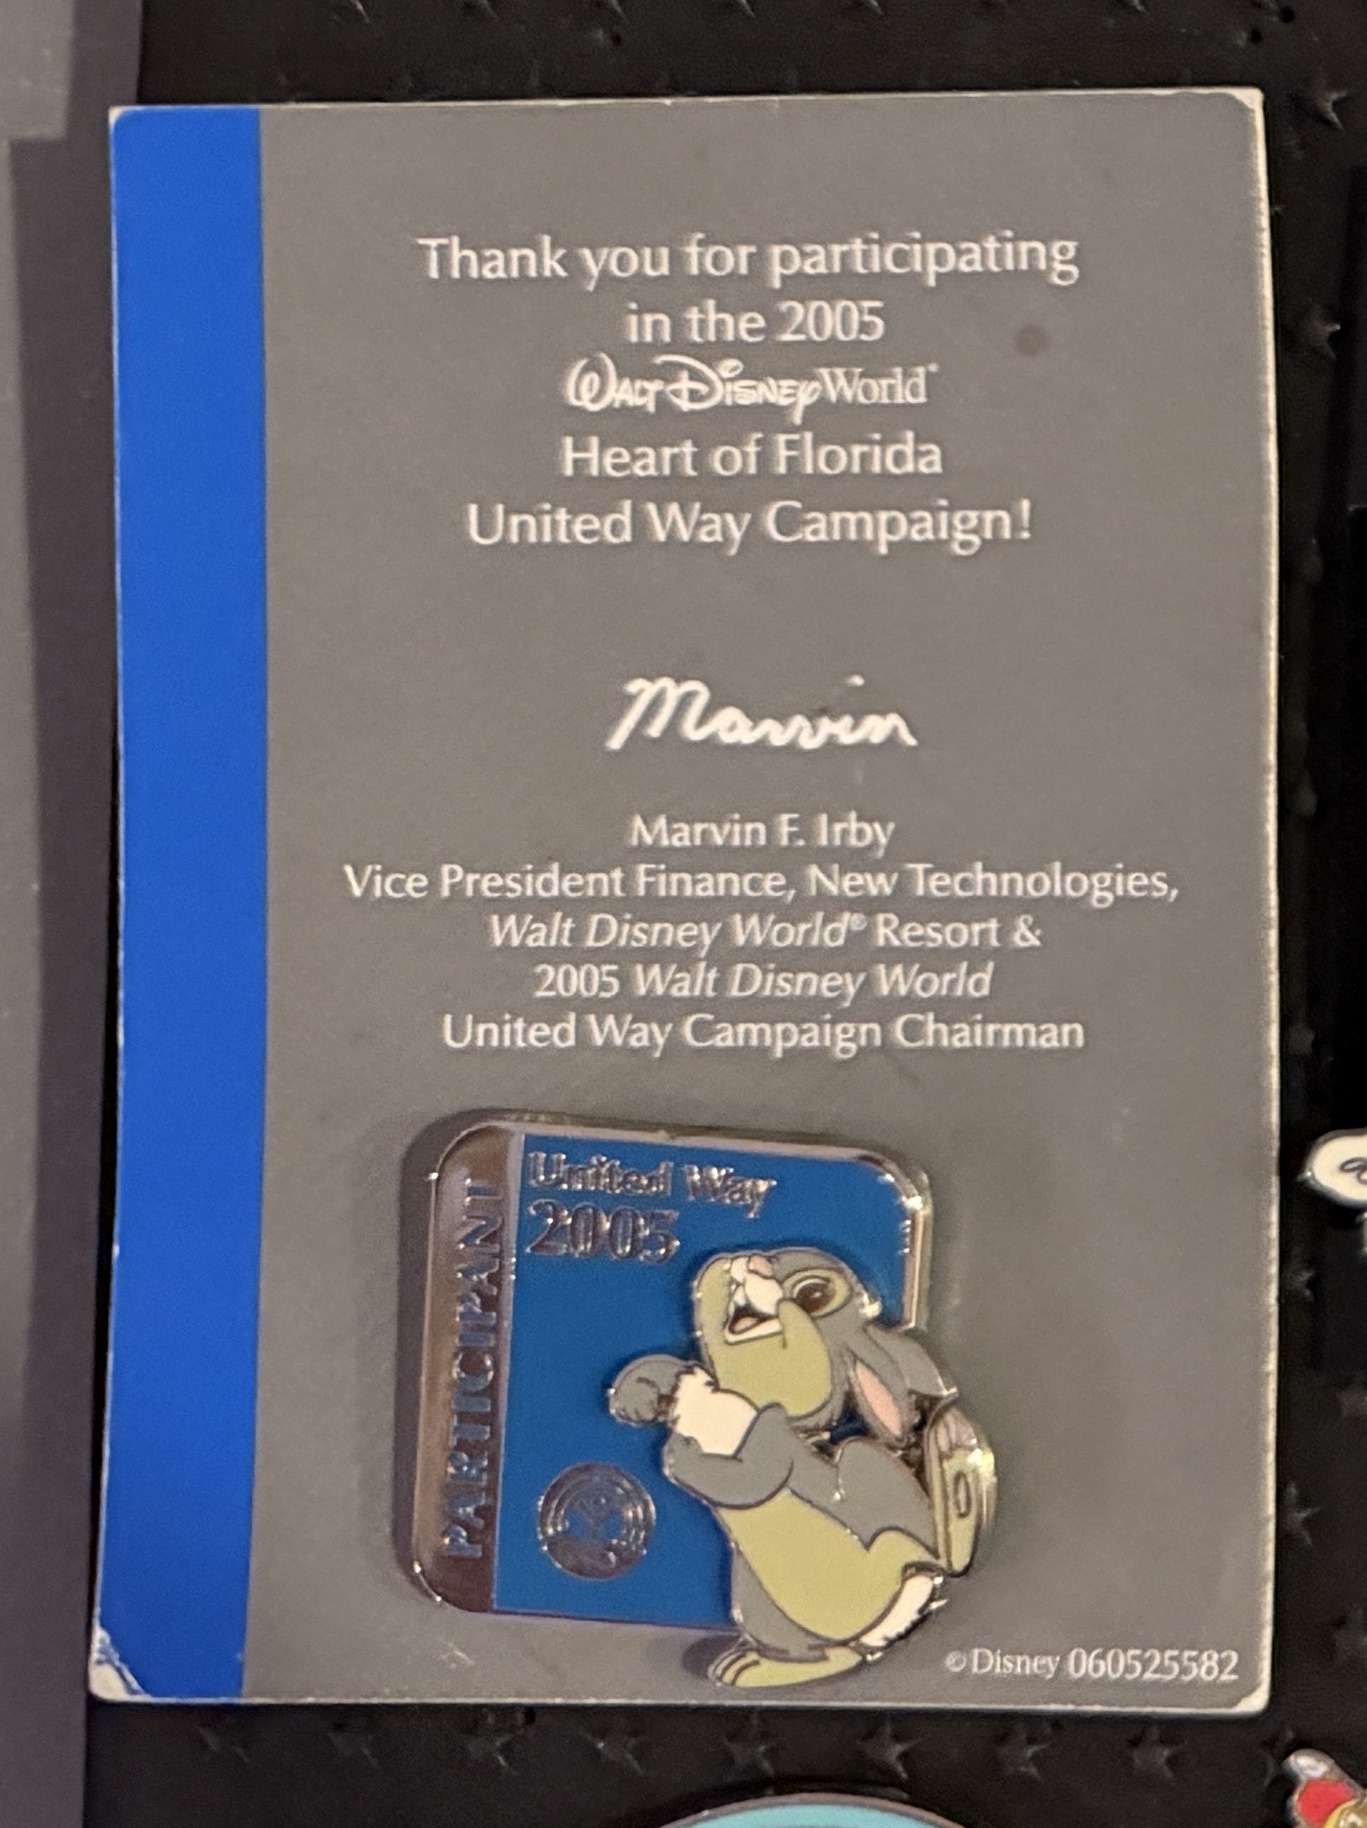 Thank you for participating
in the 2005
Walt Disney World®
Heart of Florida
United Way Campaign!
Marvin
Marvin F. Irby
Vice President Finance, New Technologies,
Walt Disney World® Resort &
2005 Walt Disney World
United Way Campaign Chairman
United Way
2005
PARTICIPANT
©Disney 060525582